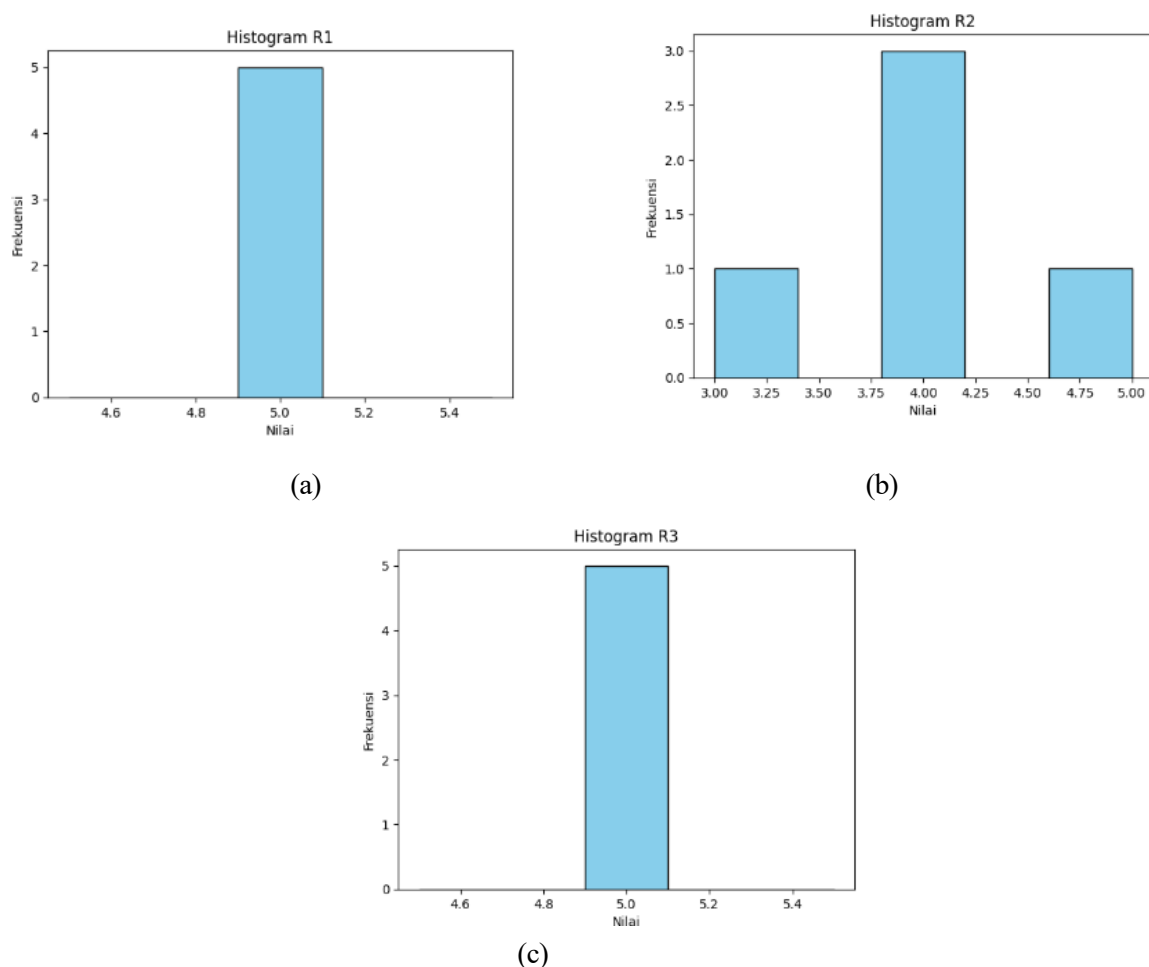 Histogram R1
5
4
3
2
1
0
Frekuensi
4.6 4.8 5.0 5.2 5.4
Nilai
(a)
Histogram R2
3.0
2.5
2.0
1.5
1.0
0.5
0.0
Frekuensi
3.00 3.25 3.50 3.75 4.00 4.25 4.50 4.75 5.00
Nilai
(b)
Histogram R3
5
4
3
2
1
0
Frekuensi
4.6 4.8 5.0 5.2 5.4
Nilai
(c)